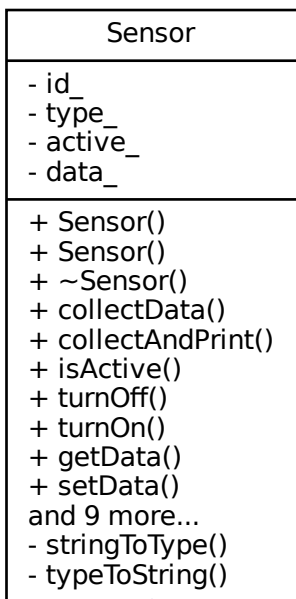 Sensor
- id_
- type_
- active_
- data_
+ Sensor()
+ Sensor()
+ ~Sensor()
+ collectData()
+ collectAndPrint()
+ isActive()
+ turnOff()
+ turnOn()
+ getData()
+ setData()
and 9 more...
- stringToType()
- typeToString()